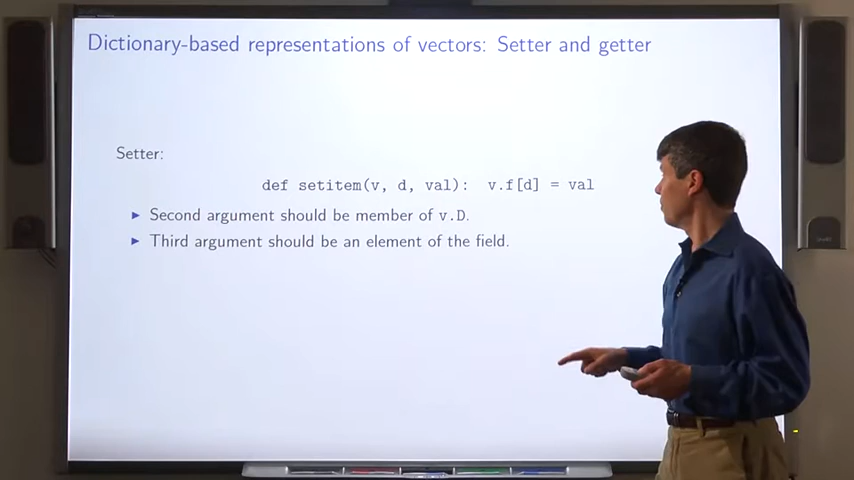 Dictionary-based representations of vectors: Setter and getter
Setter:
def setitem(v, d, val): v.f[d] = val
▶ Second argument should be member of v.D.
▶ Third argument should be an element of the field.